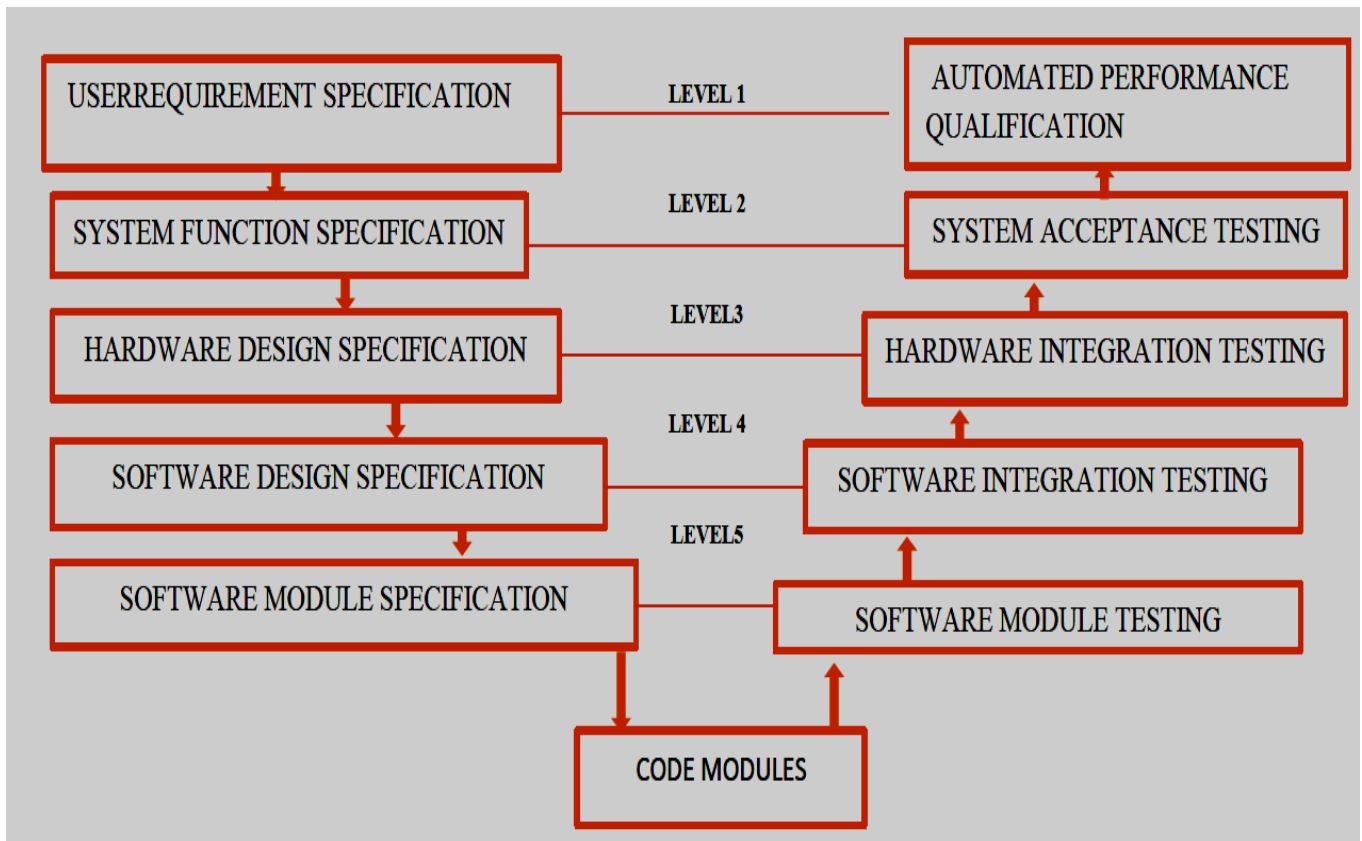 USERREQUIREMENT SPECIFICATION
LEVEL 1
AUTOMATED PERFORMANCE
QUALIFICATION
SYSTEM FUNCTION SPECIFICATION
LEVEL 2
SYSTEM ACCEPTANCE TESTING
HARDWARE DESIGN SPECIFICATION
LEVEL3
HARDWARE INTEGRATION TESTING
SOFTWARE DESIGN SPECIFICATION
LEVEL 4
SOFTWARE INTEGRATION TESTING
SOFTWARE MODULE SPECIFICATION
LEVEL5
SOFTWARE MODULE TESTING
CODE MODULES